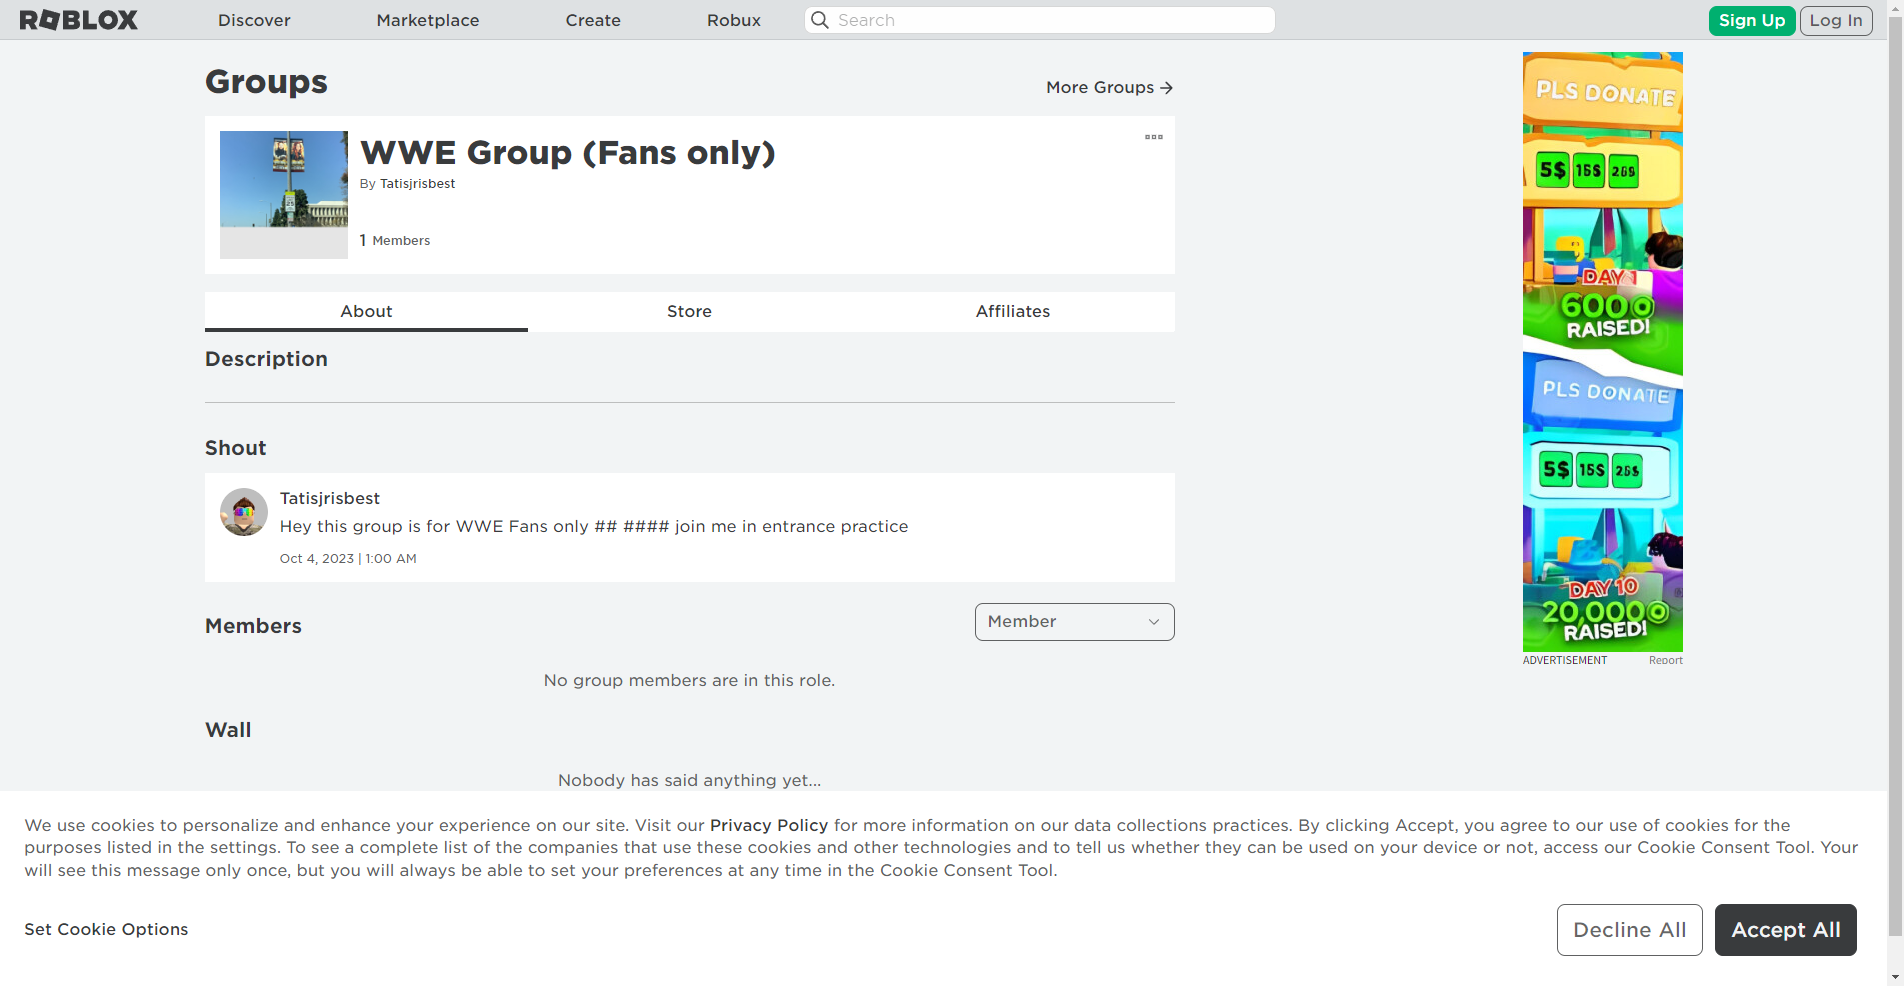 ROBLOX
Discover
Marketplace
Create
Robux
Search
Sign Up
Log In
Groups
More Groups →
WWE Group (Fans only)
By Tatisjrisbest
1 Members
About
Store
Affiliates
Description
Shout
Tatisjrisbest
Hey this group is for WWE Fans only ## #### join me in entrance practice
Oct 4, 2023 | 1:00 AM
Members
Member
No group members are in this role.
Wall
Nobody has said anything yet...
PLS DONATE
5$ 15$ 25$
DAY 1
600
RAISED!
PLS DONATE
5$ 15$ 25$
DAY 10
20,000
RAISED!
ADVERTISEMENT
Report
We use cookies to personalize and enhance your experience on our site. Visit our Privacy Policy for more information on our data collections practices. By clicking Accept, you agree to our use of cookies for the
purposes listed in the settings. To see a complete list of the companies that use these cookies and other technologies and to tell us whether they can be used on your device or not, access our Cookie Consent Tool. Your
will see this message only once, but you will always be able to set your preferences at any time in the Cookie Consent Tool.
Set Cookie Options
Decline All
Accept All